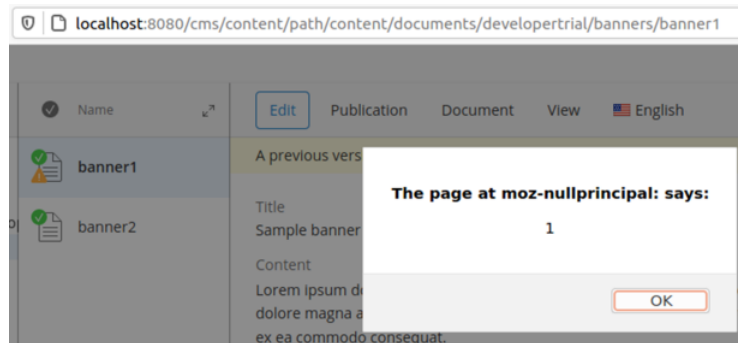 localhost:8080/cms/content/path/content/documents/developertrial/banners/banner1
Name
Edit Publication Document View English
banner1
A previous vers
The page at moz-nullprincipal: says:
1
OK
banner2
Title
Sample banner
Content
Lorem ipsum do
dolore magna a
ex ea commodo consequat.